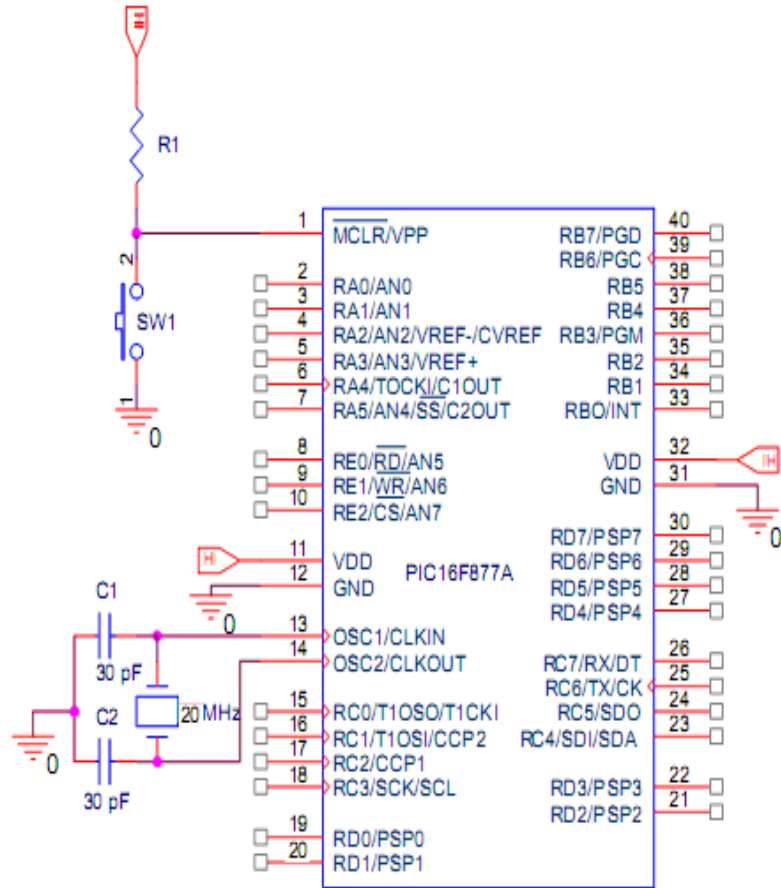 HI
R1
1 MCLR/VPP
2
SW1
1
0
2 RA0/AN0
3 RA1/AN1
4 RA2/AN2/VREF-/CVREF
5 RA3/AN3/VREF+
6 RA4/TOCKI/C1OUT
7 RA5/AN4/SS/C2OUT
8 RE0/RD/AN5
9 RE1/WR/AN6
10 RE2/CS/AN7
HI
11 VDD
12 GND
0
PIC16F877A
C1
30 pF
13 OSC1/CLKIN
14 OSC2/CLKOUT
20 MHz
C2
30 pF
0
15 RC0/T1OSO/T1CKI
16 RC1/T1OSI/CCP2
17 RC2/CCP1
18 RC3/SCK/SCL
19 RD0/PSP0
20 RD1/PSP1
RB7/PGD 40
RB6/PGC 39
RB5 38
RB4 37
RB3/PGM 36
RB2 35
RB1 34
RBO/INT 33
VDD 32
HI
GND 31
0
RD7/PSP7 30
RD6/PSP6 29
RD5/PSP5 28
RD4/PSP4 27
RC7/RX/DT 26
RC6/TX/CK 25
RC5/SDO 24
RC4/SDI/SDA 23
RD3/PSP3 22
RD2/PSP2 21